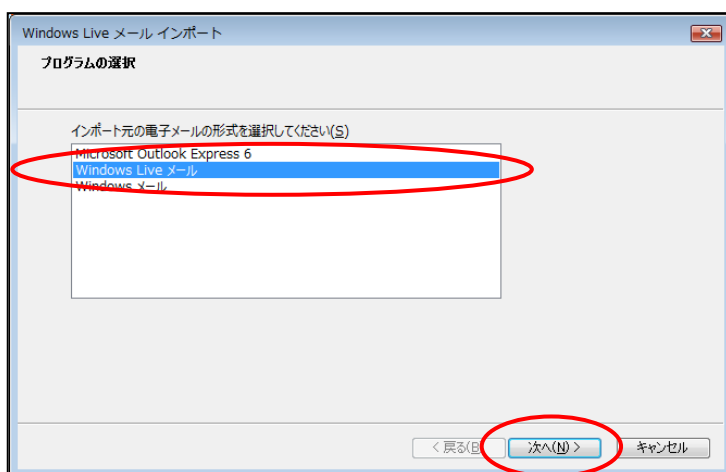 Windows Live メール インポート
プログラムの選択
インポート元の電子メールの形式を選択してください(S)
Microsoft Outlook Express 6
Windows Live メール
Windows メール
< 戻る(B
次へ(N) >
キャンセル